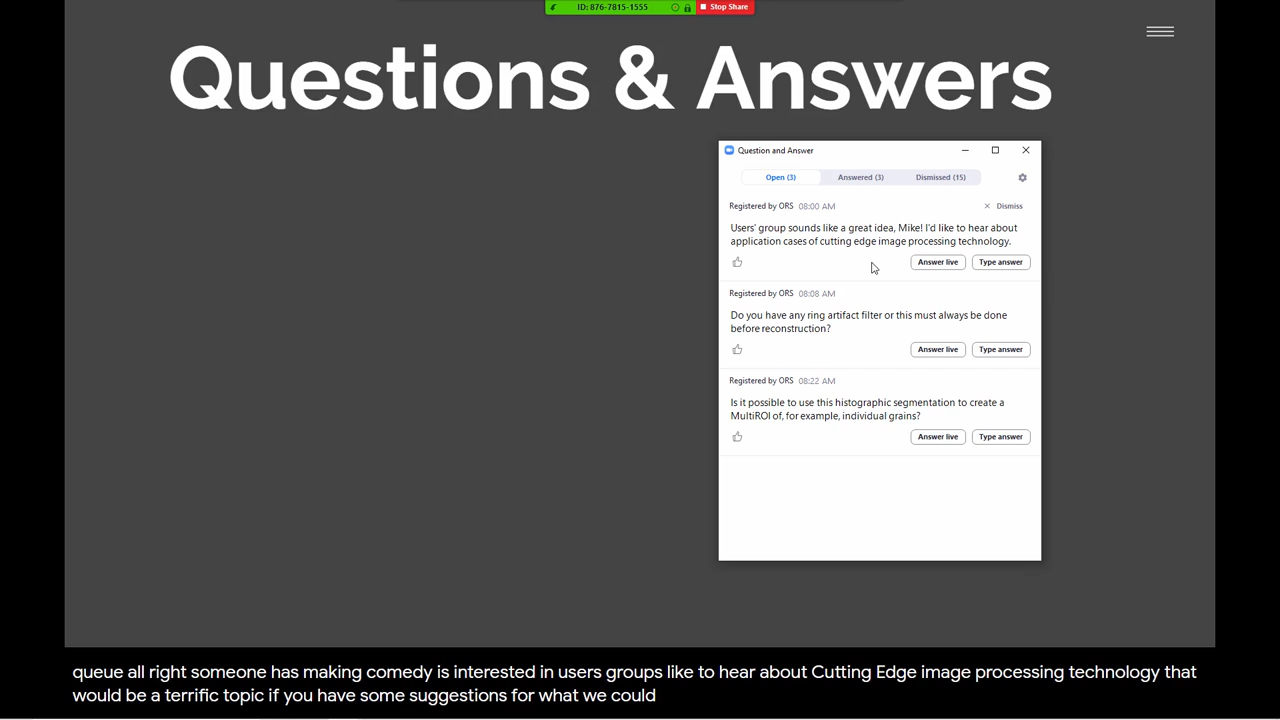 ID: 876-7815-1555
Stop Share
Questions & Answers
Question and Answer
Open (3)
Answered (3)
Dismissed (15)
Registered by ORS 08:00 AM
Dismiss
Users' group sounds like a great idea, Mike! I'd like to hear about
application cases of cutting edge image processing technology.
Answer live
Type answer
Registered by ORS 08:08 AM
Do you have any ring artifact filter or this must always be done
before reconstruction?
Answer live
Type answer
Registered by ORS 08:22 AM
Is it possible to use this histographic segmentation to create a
MultiROI of, for example, individual grains?
Answer live
Type answer
queue all right someone has making comedy is interested in users groups like to hear about Cutting Edge image processing technology that
would be a terrific topic if you have some suggestions for what we could